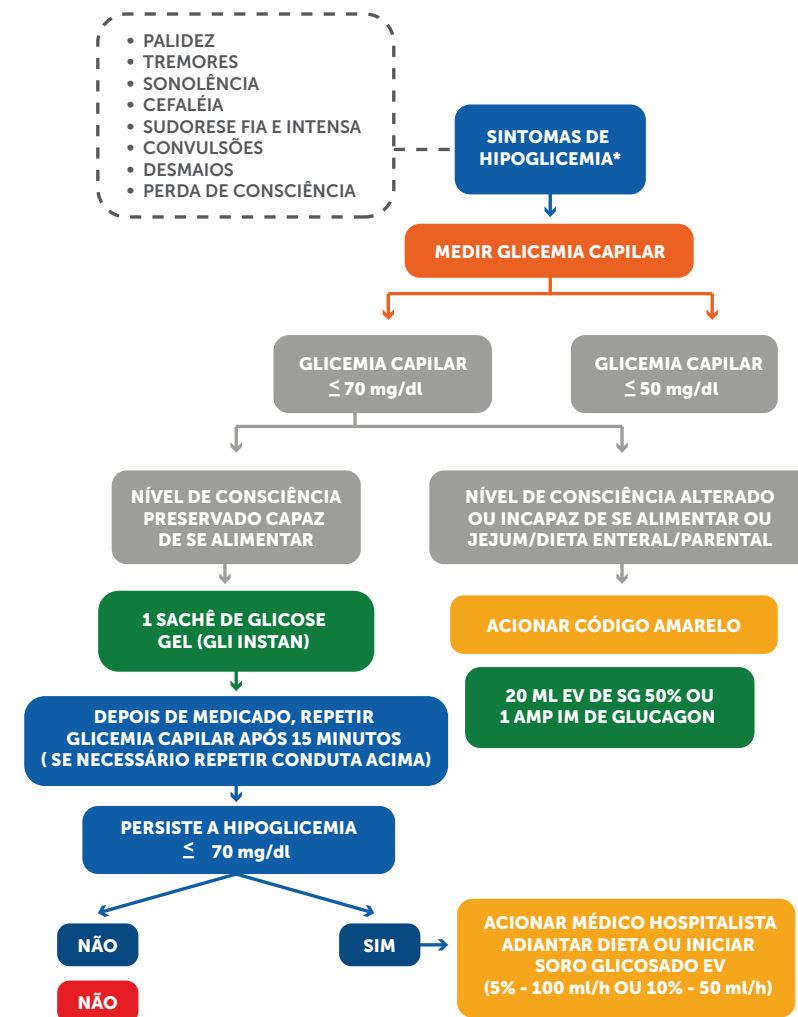 • PALIDEZ
• TREMORES
• SONOLÊNCIA
• CEFALÉIA
• SUDORESE FIA E INTENSA
• CONVULSÕES
• DESMAIOS
• PERDA DE CONSCIÊNCIA
SINTOMAS DE
HIPOGLICEMIA*
MEDIR GLICEMIA CAPILAR
GLICEMIA CAPILAR
≤ 70 mg/dl
GLICEMIA CAPILAR
≤ 50 mg/dl
NÍVEL DE CONSCIÊNCIA
PRESERVADO CAPAZ
DE SE ALIMENTAR
NÍVEL DE CONSCIÊNCIA ALTERADO
OU INCAPAZ DE SE ALIMENTAR OU
JEJUM/DIETA ENTERAL/PARENTAL
1 SACHÊ DE GLICOSE
GEL (GLI INSTAN)
ACIONAR CÓDIGO AMARELO
20 ML EV DE SG 50% OU
1 AMP IM DE GLUCAGON
DEPOIS DE MEDICADO, REPETIR
GLICEMIA CAPILAR APÓS 15 MINUTOS
( SE NECESSÁRIO REPETIR CONDUTA ACIMA)
PERSISTE A HIPOGLICEMIA
≤ 70 mg/dl
NÃO
SIM
ACIONAR MÉDICO HOSPITALISTA
ADIANTAR DIETA OU INICIAR
SORO GLICOSADO EV
(5% - 100 ml/h OU 10% - 50 ml/h)
NÃO